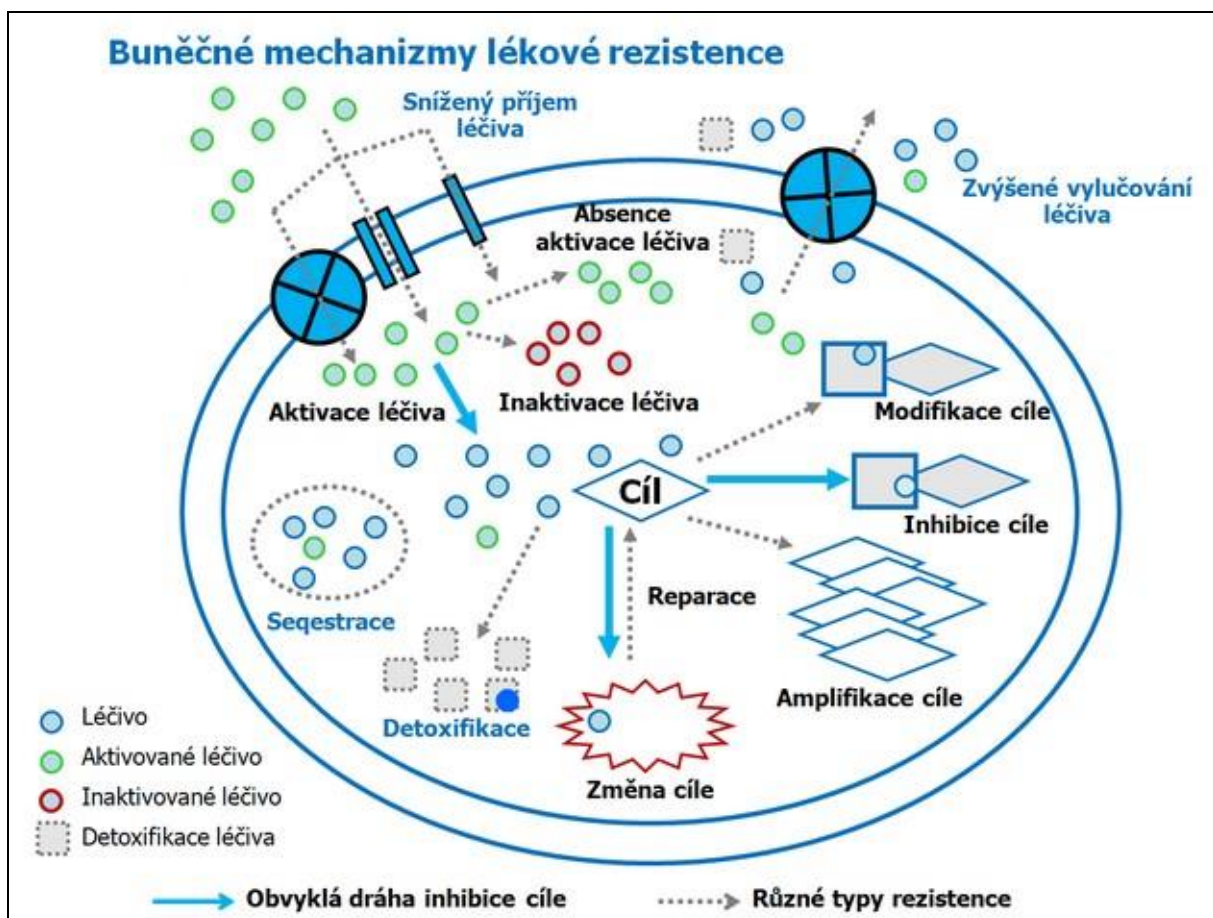 Buněčné mechanizmy lékové rezistence
Snížený příjem
léčiva
Zvýšené vylučování
léčiva
Absence
aktivace léčiva
Aktivace léčiva
Inaktivace léčiva
Modifikace cíle
Cíl
Inhibice cíle
Seqestrace
Reparace
Amplifikace cíle
Detoxifikace
Změna cíle
Léčivo
Aktivované léčivo
Inaktivované léčivo
Detoxifikace léčiva
Obvyklá dráha inhibice cíle
Různé typy rezistence